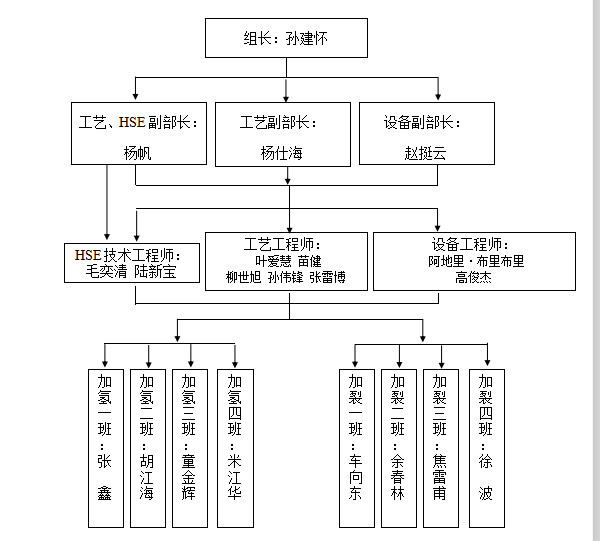 组长：孙建怀
工艺、HSE副部长：
杨帆
工艺副部长：
杨仕海
设备副部长：
赵挺云
HSE技术工程师：
毛奕清 陆新宝
工艺工程师：
叶爱慧 苗健
柳世旭 孙伟锋 张雷博
设备工程师：
阿地里·布里布里
高俊杰
加氢一班：张 鑫
加氢二班：胡江海
加氢三班：童金辉
加氢四班：米江华
加裂一班：车向东
加裂二班：余春林
加裂三班：焦雷甫
加裂四班：徐 波